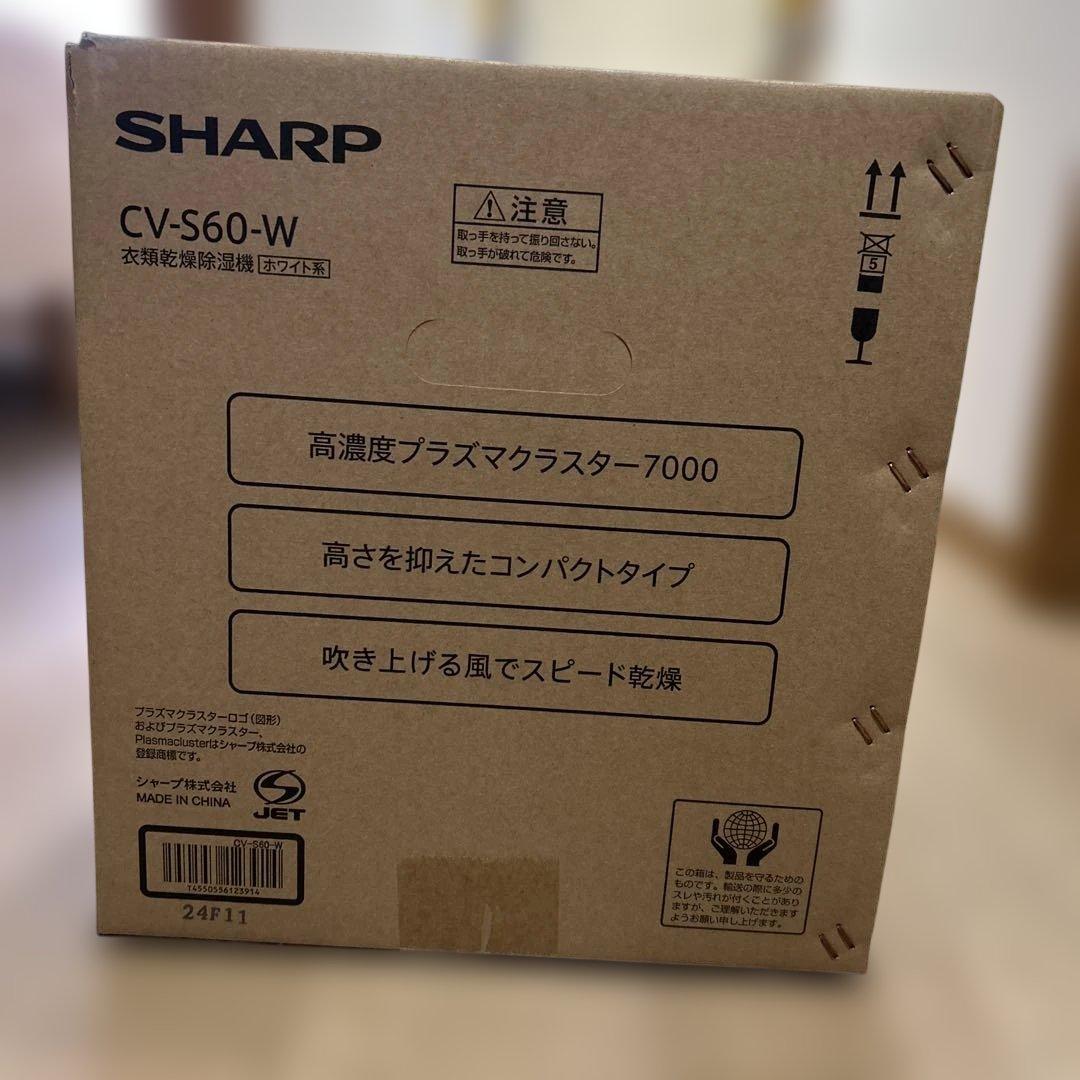 SHARP
CV-S60-W
衣類乾燥除湿機 ホワイト系
注意
取っ手を持って振り回さない。
取っ手が破れて危険です。
5
高濃度プラズマクラスター7000
高さを抑えたコンパクトタイプ
吹き上げる風でスピード乾燥
プラズマクラスターロゴ(図形)
およびプラズマクラスター、
Plasmaclusterはシャープ株式会社の
登録商標です。
シャープ株式会社
MADE IN CHINA
JET
CV-S60-W
T4550556123914
24F11
この箱は、製品を守るための
ものです。輸送の際に多少の
スレや汚れが付くことがあり
ますが、ご理解いただきます
ようお願い申し上げます。